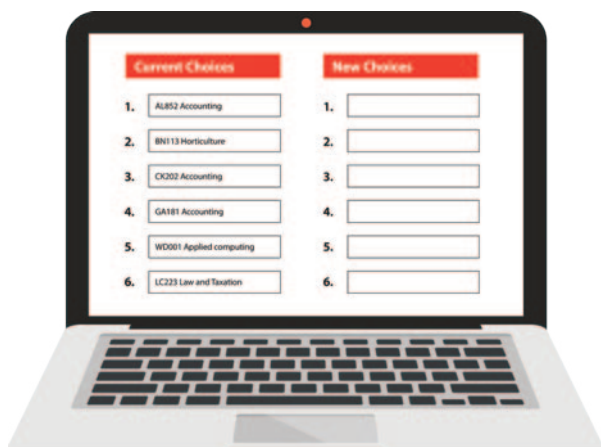 Current Choices
New Choices
1. AL852 Accounting
1.
2. BN113 Horticulture
2.
3. CK202 Accounting
3.
4. GA181 Accounting
4.
5. WD001 Applied computing
5.
6. LC223 Law and Taxation
6.